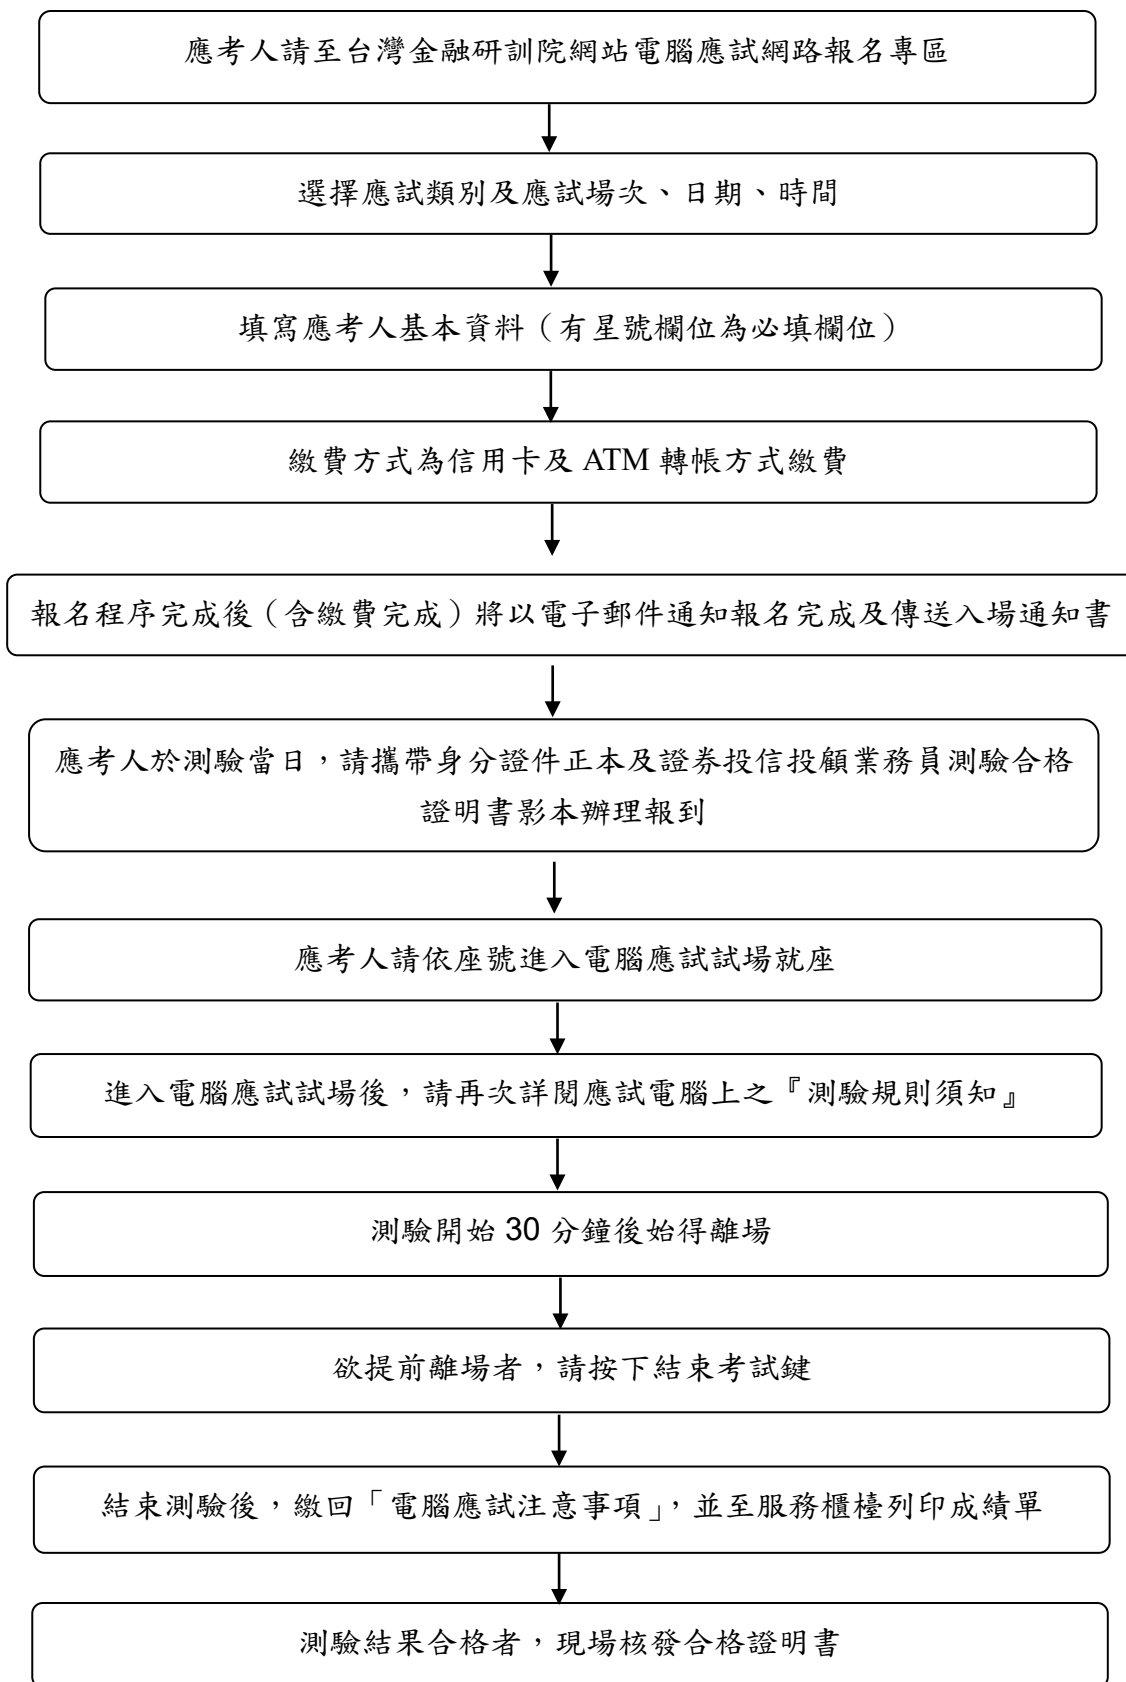 應考人請至台灣金融研訓院網站電腦應試網路報名專區
選擇應試類別及應試場次、日期、時間
填寫應考人基本資料（有星號欄位為必填欄位）
繳費方式為信用卡及 ATM 轉帳方式繳費
報名程序完成後（含繳費完成）將以電子郵件通知報名完成及傳送入場通知書
應考人於測驗當日，請攜帶身分證件正本及證券投信投顧業務員測驗合格
證明書影本辦理報到
應考人請依座號進入電腦應試試場就座
進入電腦應試試場後，請再次詳閱應試電腦上之『測驗規則須知』
測驗開始 30 分鐘後始得離場
欲提前離場者，請按下結束考試鍵
結束測驗後，繳回「電腦應試注意事項」，並至服務櫃檯列印成績單
測驗結果合格者，現場核發合格證明書